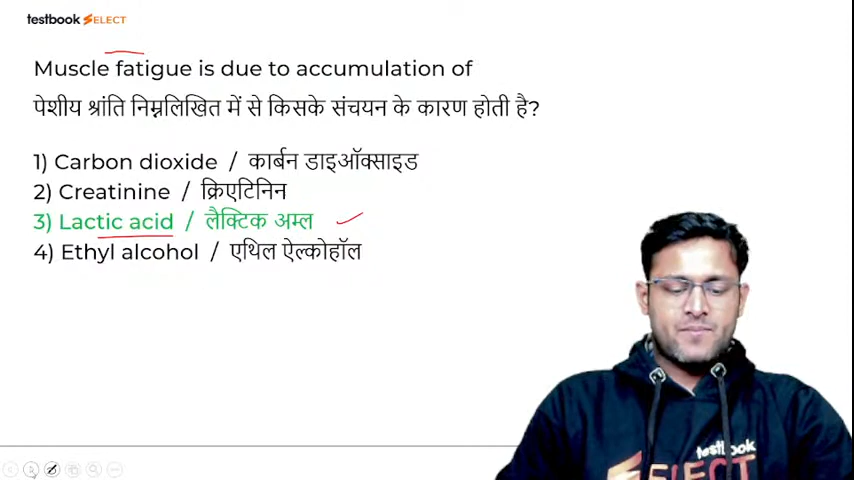 testbook SELECT
Muscle fatigue is due to accumulation of
पेशीय श्रांति निम्नलिखित में से किसके संचयन के कारण होती है?
1) Carbon dioxide / कार्बन डाइऑक्साइड
2) Creatinine / क्रिएटिनिन
3) Lactic acid / लैक्टिक अम्ल
4) Ethyl alcohol / एथिल ऐल्कोहॉल
testbook
SELECT